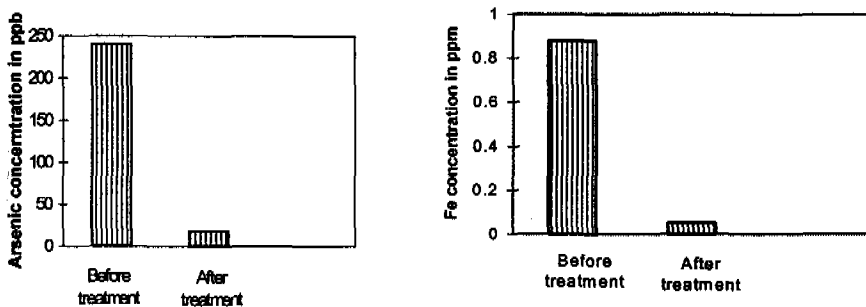 Arsenic concerntration in ppb
250
200
150
100
50
0
Before
treatment
After
treatment
Fe concentration in ppm
1
0.8
0.6
0.4
0.2
0
Before
treatment
After
treatment